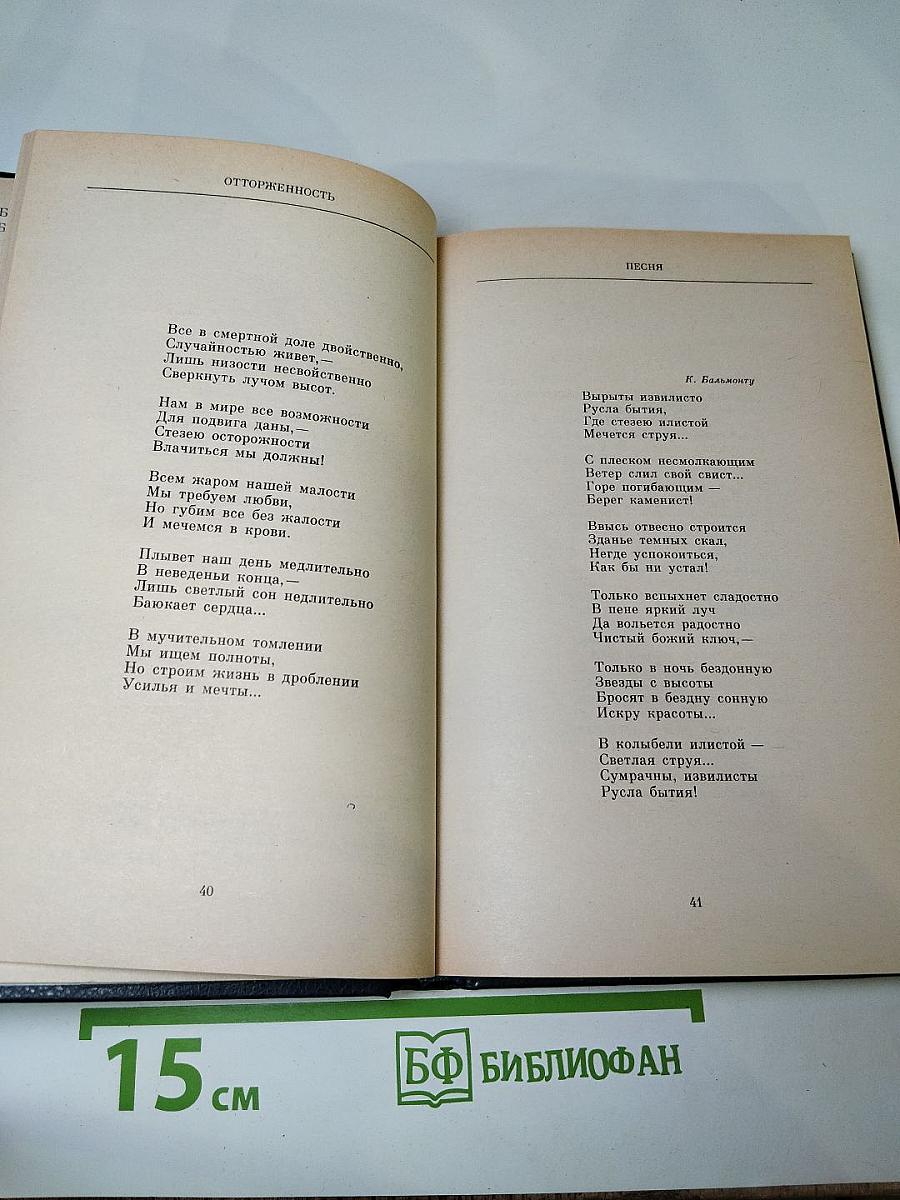 Б
Б
ОТТОРЖЕННОСТЬ
Все в смертной доле двойственно,
Случайностью живет,—
Лишь низости несвойственно
Сверкнуть лучом высот.
Нам в мире все возможности
Для подвига даны,—
Стезею осторожности
Влачиться мы должны!
Всем жаром нашей малости
Мы требуем любви,
Но губим все без жалости
И мечемся в крови.
Плывет наш день медлительно
В неведеньи конца,—
Лишь светлый сон недлительно
Баюкает сердца...
В мучительном томлении
Мы ищем полноты,
Но строим жизнь в дроблении
Усилья и мечты...
40
ПЕСНЯ
К. Бальмонту
Вырыты извилисто
Русла бытия,
Где стезею илистой
Мечется струя...
С плеском несмолкающим
Ветер слил свой свист...
Горе погибающим —
Берег каменист!
Ввысь отвесно строится
Зданье темных скал,
Негде успокоиться,
Как бы ни устал!
Только вспыхнет сладостно
В пене яркий луч
Да вольется радостно
Чистый божий ключ,—
Только в ночь бездонную
Звезды с высоты
Бросят в бездну сонную
Искру красоты...
В колыбели илистой —
Светлая струя...
Сумрачны, извилисты
Русла бытия!
41
15 см
БФ БИБЛИОФАН